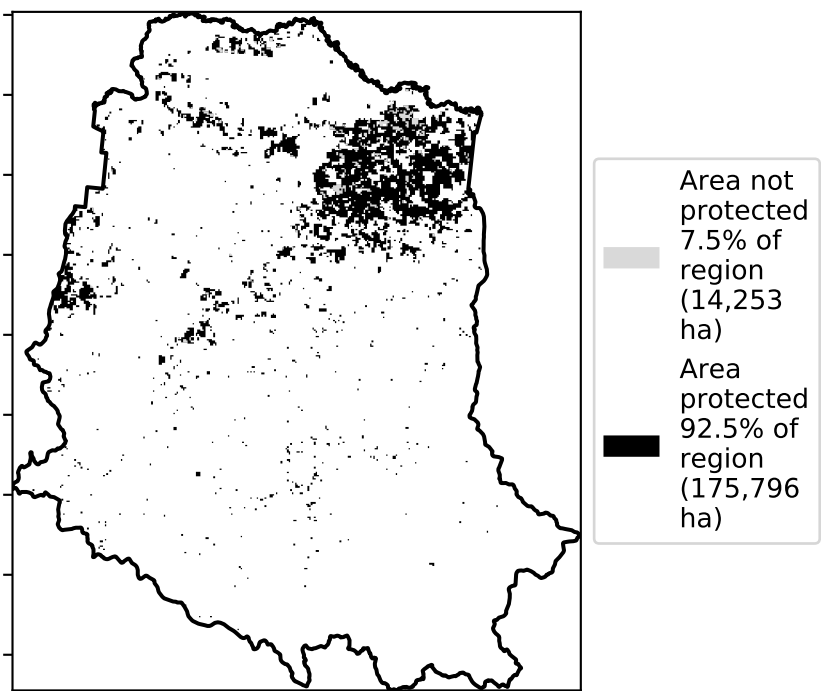 Area not
protected
7.5% of
region
(14,253
ha)
Area
protected
92.5% of
region
(175,796
ha)